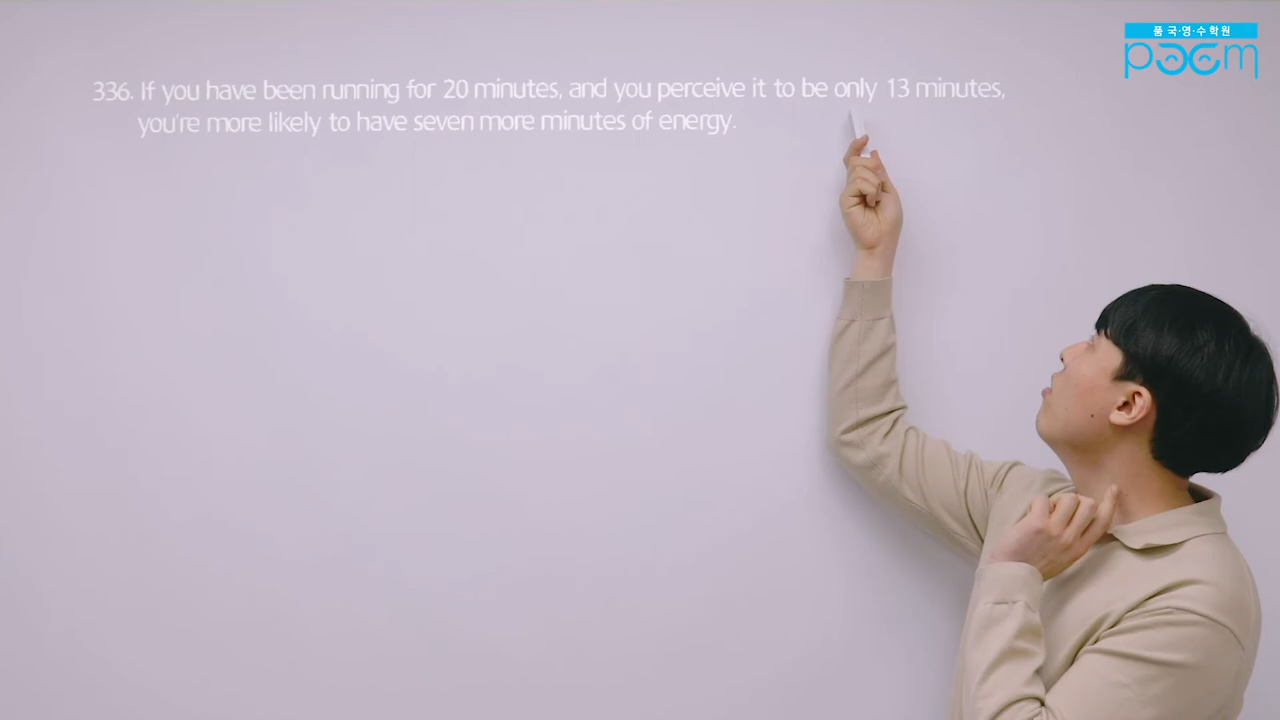 품 국·영·수 학원
poem
336. If you have been running for 20 minutes, and you perceive it to be only 13 minutes,
you're more likely to have seven more minutes of energy.